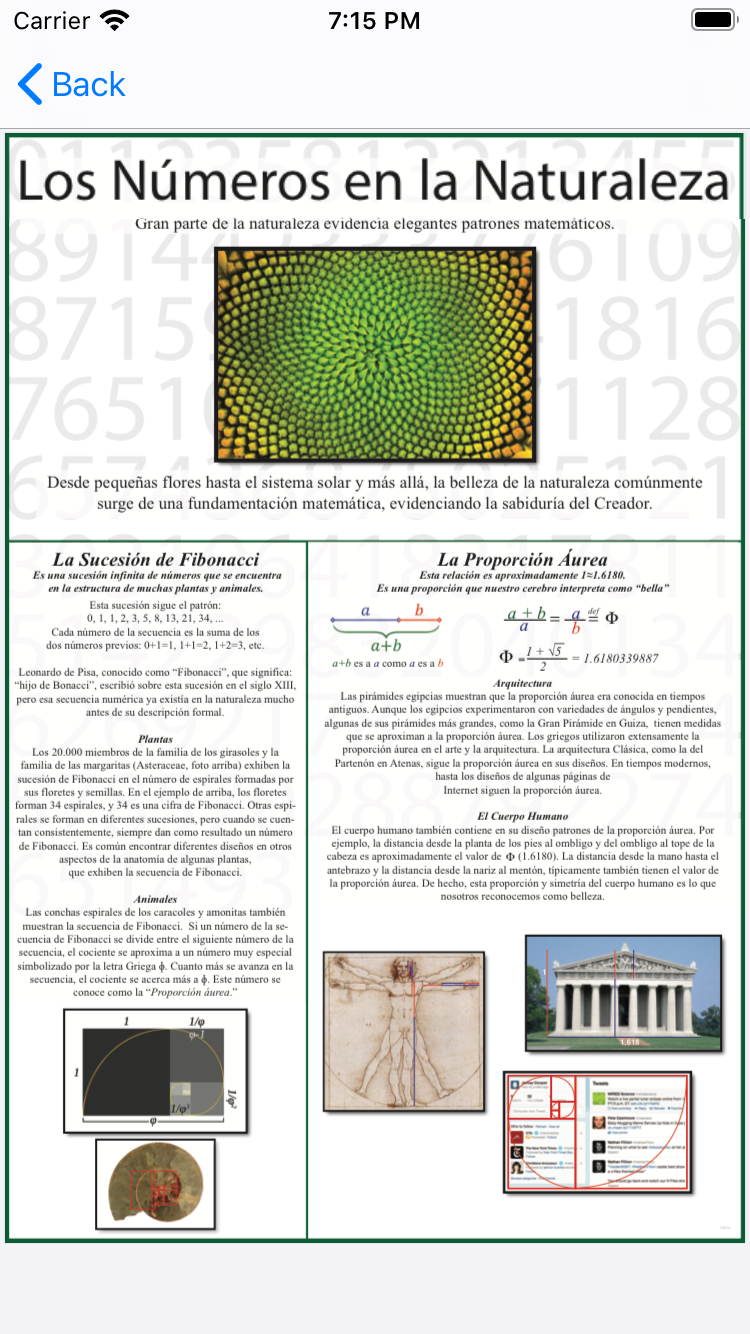 Carrier
7:15 PM
Back
Los Números en la Naturaleza
Gran parte de la naturaleza evidencia elegantes patrones matemáticos.
Desde pequeñas flores hasta el sistema solar y más allá, la belleza de la naturaleza comúnmente
surge de una fundamentación matemática, evidenciando la sabiduría del Creador.
La Sucesión de Fibonacci
Es una sucesión infinita de números que se encuentra
en la estructura de muchas plantas y animales.
Esta sucesión sigue el patrón:
0, 1, 1, 2, 3, 5, 8, 13, 21, 34, ...
Cada número de la secuencia es la suma de los
dos números previos: 0+1=1, 1+1=2, 1+2=3, etc.
Leonardo de Pisa, conocido como “Fibonacci”, que significa:
“hijo de Bonacci”, escribió sobre esta sucesión en el siglo XIII,
pero esa secuencia numérica ya existía en la naturaleza mucho
antes de su descripción formal.
Plantas
Los 20.000 miembros de la familia de los girasoles y la
familia de las margaritas (Asteraceae, foto arriba) exhiben la
sucesión de Fibonacci en el número de espirales formadas por
sus floretes y semillas. En el ejemplo de arriba, los floretes
forman 34 espirales, y 34 es una cifra de Fibonacci. Otras espi-
rales se forman en diferentes sucesiones, pero cuando se cuen-
tan consistentemente, siempre dan como resultado un número
de Fibonacci. Es común encontrar diferentes diseños en otros
aspectos de la anatomía de algunas plantas,
que exhiben la secuencia de Fibonacci.
Animales
Las conchas espirales de los caracoles y amonitas también
muestran la secuencia de Fibonacci. Si un número de la se-
cuencia de Fibonacci se divide entre el siguiente número de la
secuencia, el cociente se aproxima a un número muy especial
simbolizado por la letra Griega ϕ. Cuanto más se avanza en la
secuencia, el cociente se acerca más a ϕ. Este número se
conoce como la “Proporción áurea.”
1 1/φ
φ-1
1
1/φ²
1/φ³
φ
La Proporción Áurea
Esta relación es aproximadamente 1≈1.6180.
Es una proporción que nuestro cerebro interpreta como “bella”
a b
a+b
a+b es a a como a es a b
a + b / a = a / b def = Φ
Φ = 1 + √5 / 2 = 1.6180339887
Arquitectura
Las pirámides egipcias muestran que la proporción áurea era conocida en tiempos
antiguos. Aunque los egipcios experimentaron con variedades de ángulos y pendientes,
algunas de sus pirámides más grandes, como la Gran Pirámide en Guiza, tienen medidas
que se aproximan a la proporción áurea. Los griegos utilizaron extensamente la
proporción áurea en el arte y la arquitectura. La arquitectura Clásica, como la del
Partenón en Atenas, sigue la proporción áurea en sus diseños. En tiempos modernos,
hasta los diseños de algunas páginas de
Internet siguen la proporción áurea.
El Cuerpo Humano
El cuerpo humano también contiene en su diseño patrones de la proporción áurea. Por
ejemplo, la distancia desde la planta de los pies al ombligo y del ombligo al tope de la
cabeza es aproximadamente el valor de Φ (1.6180). La distancia desde la mano hasta el
antebrazo y la distancia desde la nariz al mentón, típicamente también tienen el valor de
la proporción áurea. De hecho, esta proporción y simetría del cuerpo humano es lo que
nosotros reconocemos como belleza.
1.618
Tweets